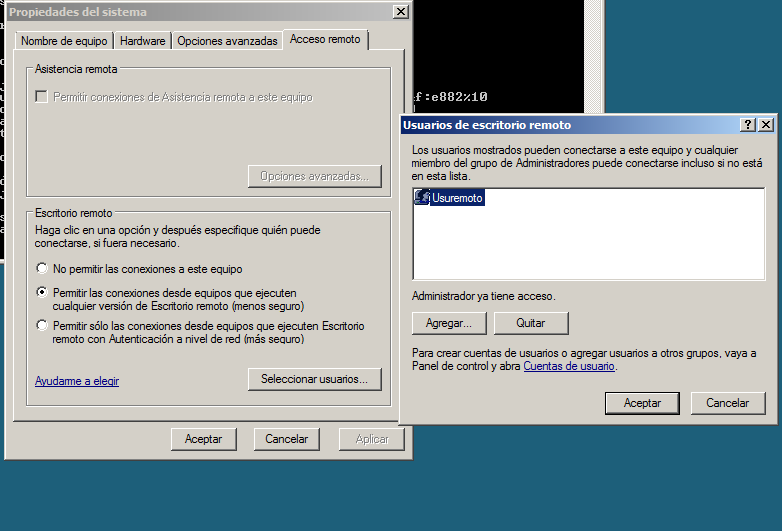 Propiedades del sistema
Nombre de equipo
Hardware
Opciones avanzadas
Acceso remoto
Asistencia remota
Permitir conexiones de Asistencia remota a este equipo
Opciones avanzadas...
Escritorio remoto
Haga clic en una opción y después especifique quién puede
conectarse, si fuera necesario.
No permitir las conexiones a este equipo
Permitir las conexiones desde equipos que ejecuten
cualquier versión de Escritorio remoto (menos seguro)
Permitir sólo las conexiones desde equipos que ejecuten Escritorio
remoto con Autenticación a nivel de red (más seguro)
Ayudarme a elegir
Seleccionar usuarios...
Aceptar
Cancelar
Aplicar
f:e882%10
Usuarios de escritorio remoto
Los usuarios mostrados pueden conectarse a este equipo y cualquier
miembro del grupo de Administradores puede conectarse incluso si no está
en esta lista.
Usuremoto
Administrador ya tiene acceso.
Agregar...
Quitar
Para crear cuentas de usuarios o agregar usuarios a otros grupos, vaya a
Panel de control y abra Cuentas de usuario.
Aceptar
Cancelar